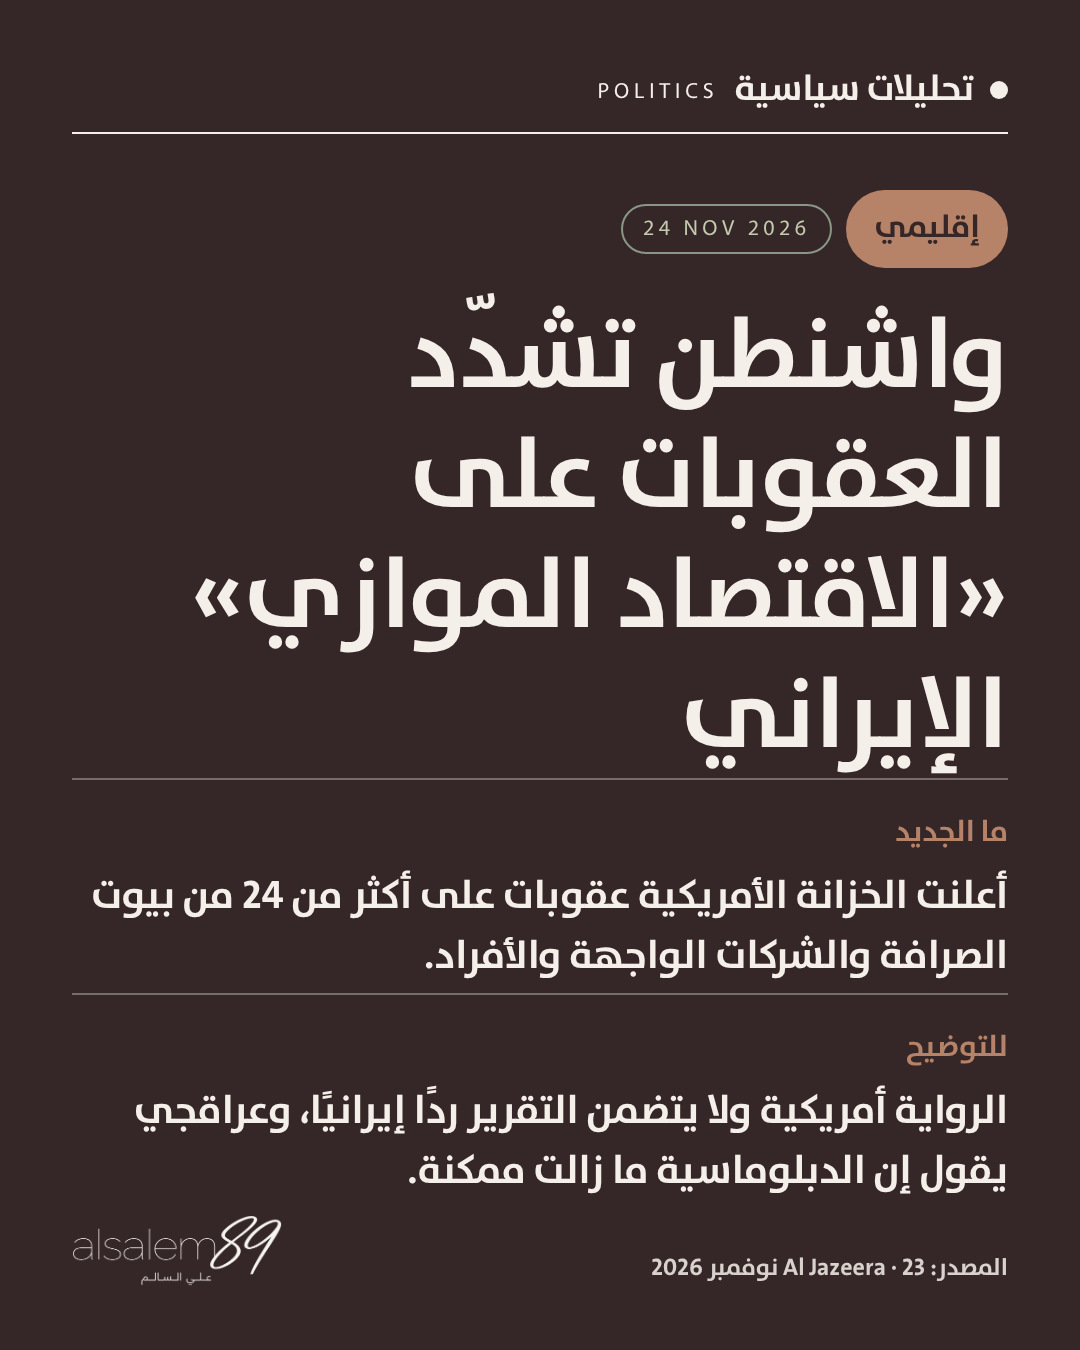 تحليلات سياسية POLITICS
إقليمي 24 NOV 2026
واشنطن تشدّد
العقوبات على
«الاقتصاد الموازي»
الإيراني
ما الجديد
أعلنت الخزانة الأمريكية عقوبات على أكثر من 24 من بيوت
الصرافة والشركات الواجهة والأفراد.
للتوضيح
الرواية أمريكية ولا يتضمن التقرير ردًا إيرانيًا، وعراقجي
يقول إن الدبلوماسية ما زالت ممكنة.
المصدر: Al Jazeera · 23 نوفمبر 2026
alsalem89
علي السالم